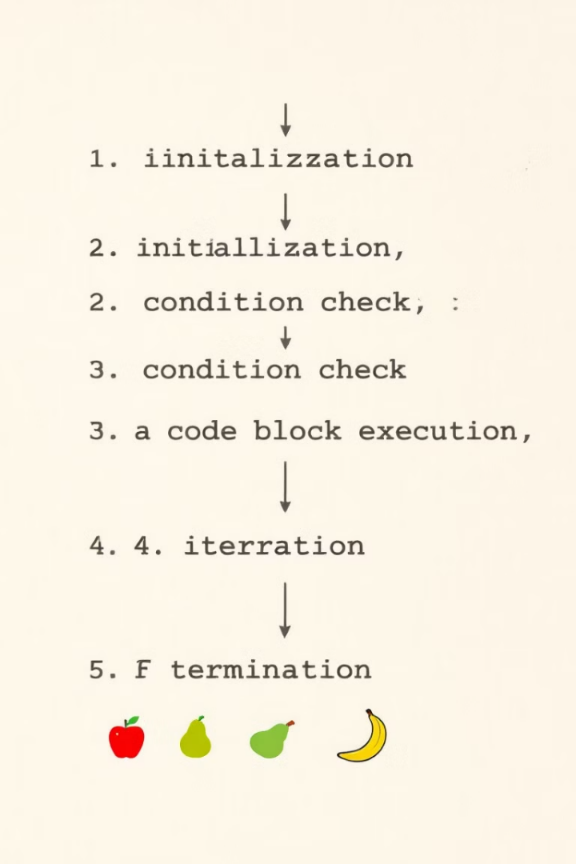 1. iinitalizzation
2. initiallization,
2. condition check, :
3. condition check
3. a code block execution,
4. 4. iterration
5. F termination